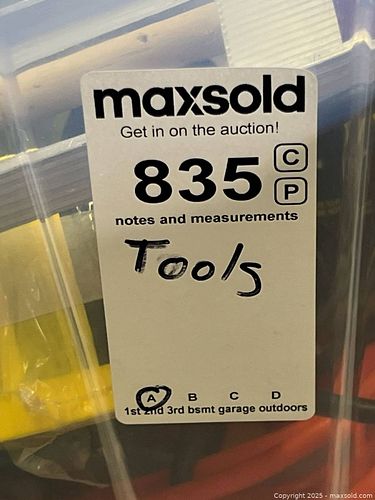 maxsold
Get in on the auction!
835
C
P
notes and measurements
Tools
A B C D
1st 2nd 3rd bsmt garage outdoors
Copyright 2025 - maxsold.com